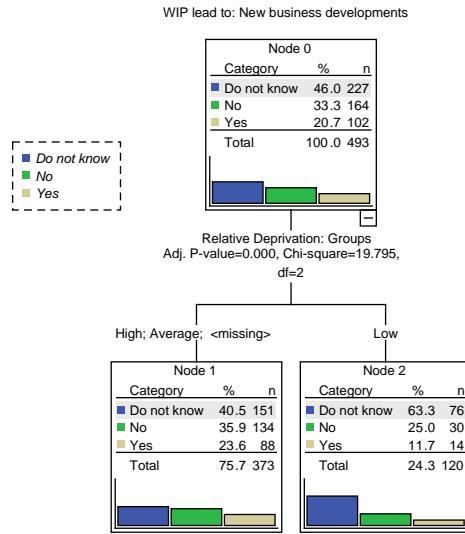 WIP lead to: New business developments
Node 0
Category % n
Do not know 46.0 227
No 33.3 164
Yes 20.7 102
Total 100.0 493
Do not know
No
Yes
Relative Deprivation: Groups
Adj. P-value=0.000, Chi-square=19.795,
df=2
High; Average; <missing>
Low
Node 1
Category % n
Do not know 40.5 151
No 35.9 134
Yes 23.6 88
Total 75.7 373
Node 2
Category % n
Do not know 63.3 76
No 25.0 30
Yes 11.7 14
Total 24.3 120